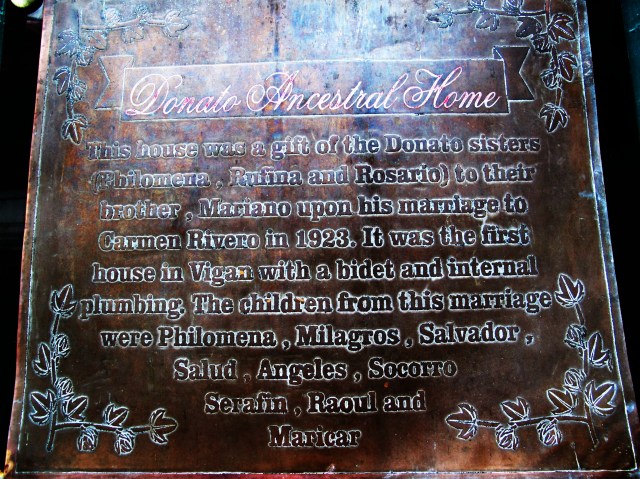 Donato Ancestral Home
This house was a gift of the Donato sisters
(Philomena , Rufina and Rosario) to their
brother , Mariano upon his marriage to
Carmen Rivero in 1923. It was the first
house in Vigan with a bidet and internal
plumbing. The children from this marriage
were Philomena , Milagros , Salvador ,
Salud , Angeles , Socorro
Serafin , Raoul and
Maricar